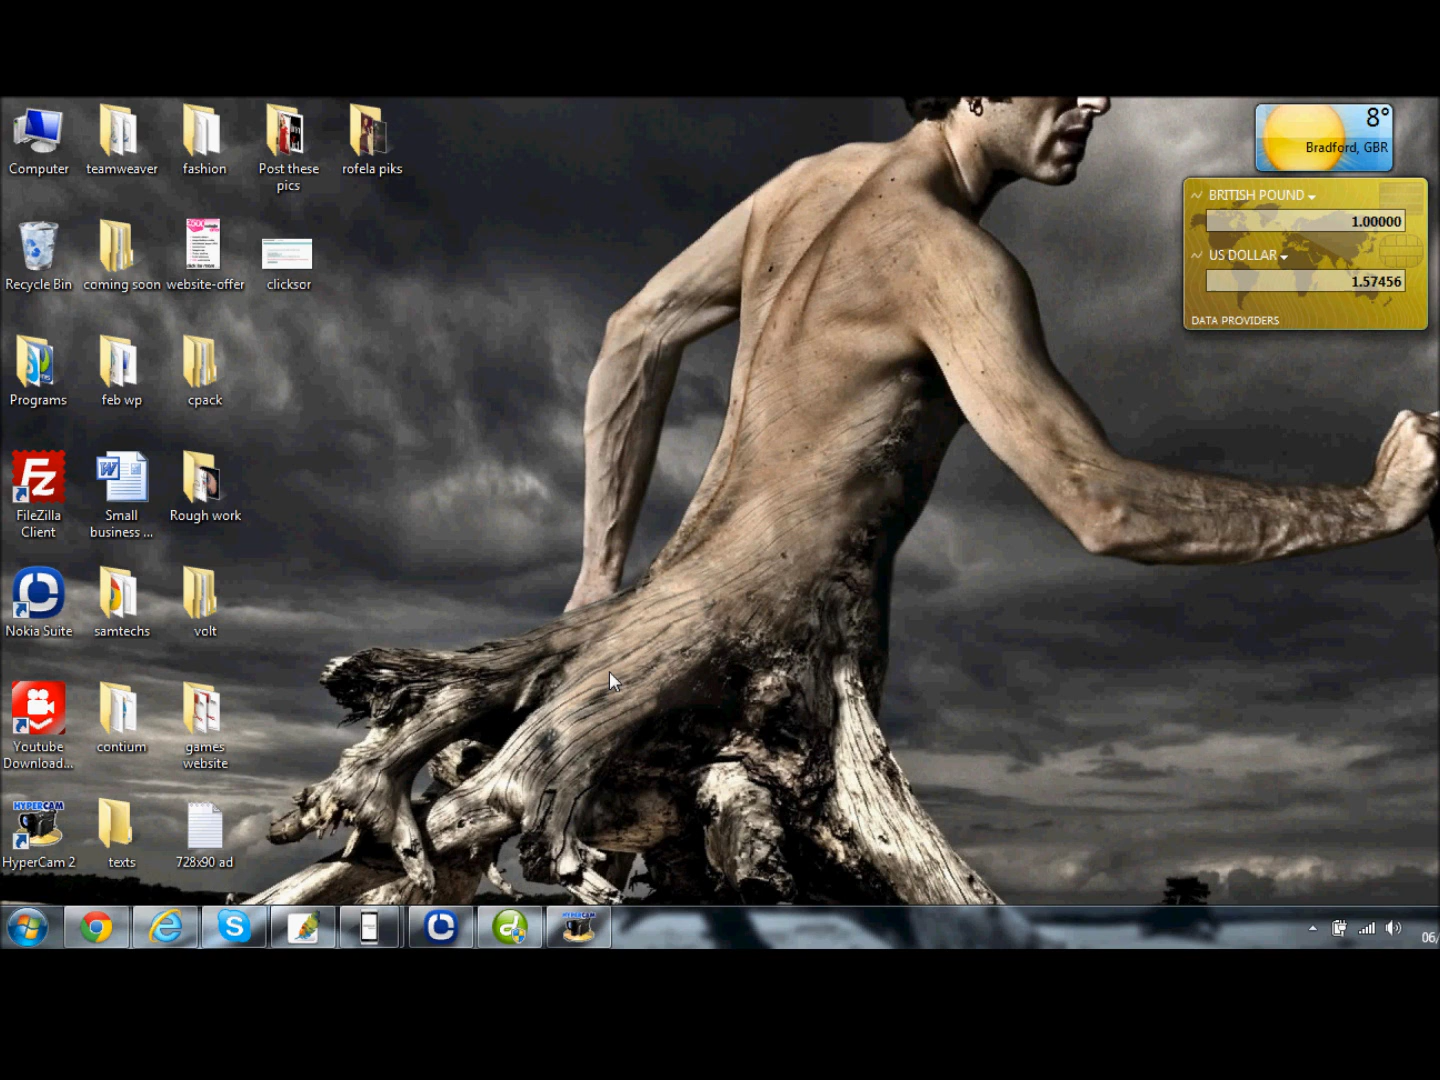 Computer
teamweaver
fashion
Post these
pics
rofela piks
Recycle Bin
coming soon
website-offer
clicksor
Programs
feb wp
cpack
FileZilla
Client
Small
business ...
Rough work
Nokia Suite
samtechs
volt
Youtube
Download...
contium
games
website
HYPERCAM
HyperCam 2
texts
728x90 ad
8°
Bradford, GBR
BRITISH POUND
1.00000
US DOLLAR
1.57456
DATA PROVIDERS
HYPERCAM
06/